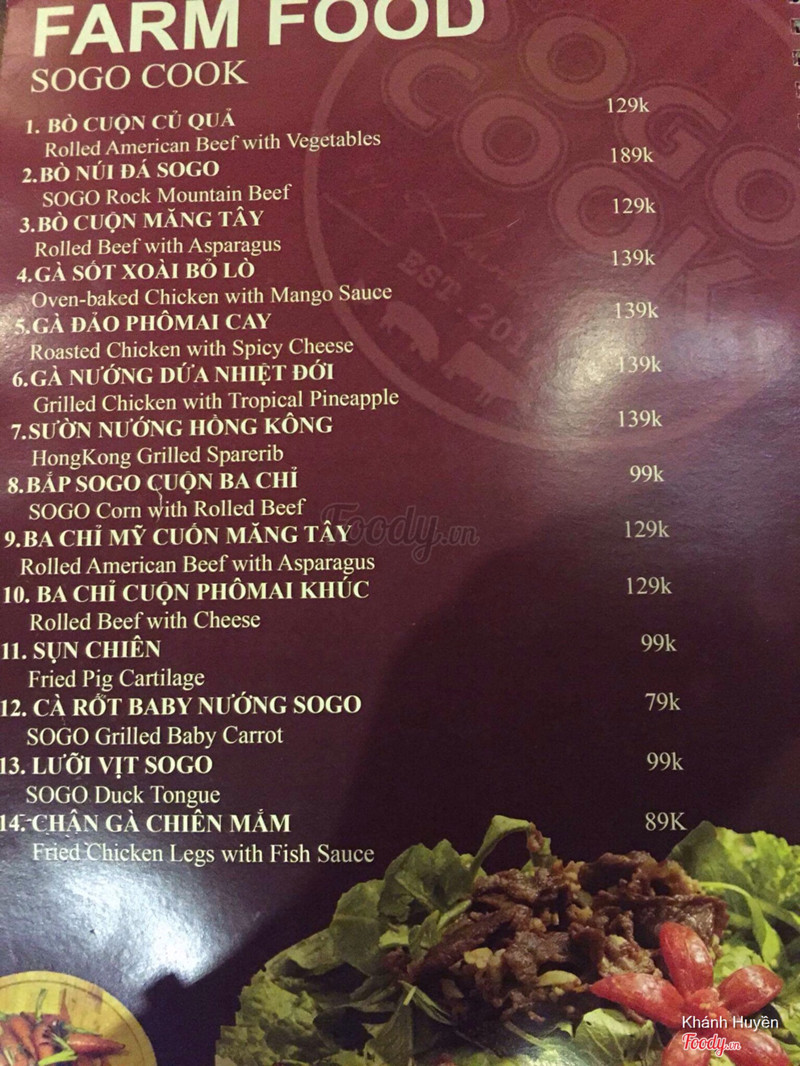 FARM FOOD
SOGO COOK
1. BÒ CUỘN CỦ QUẢ 129k
Rolled American Beef with Vegetables
2.BÒ NÚI ĐÁ SOGO 189k
SOGO Rock Mountain Beef
3.BÒ CUỘN MĂNG TÂY 129k
Rolled Beef with Asparagus
4.GÀ SỐT XOÀI BỎ LÒ 139k
Oven-baked Chicken with Mango Sauce
5.GÀ ĐẢO PHÔMAI CAY 139k
Roasted Chicken with Spicy Cheese
6.GÀ NƯỚNG DỨA NHIỆT ĐỚI 139k
Grilled Chicken with Tropical Pineapple
7.SƯỜN NƯỚNG HỒNG KÔNG 139k
HongKong Grilled Sparerib
8.BẮP SOGO CUỘN BA CHỈ 99k
SOGO Corn with Rolled Beef
9.BA CHỈ MỸ CUỐN MĂNG TÂY 129k
Rolled American Beef with Asparagus
10. BA CHỈ CUỘN PHÔMAI KHÚC 129k
Rolled Beef with Cheese
11. SỤN CHIÊN 99k
Fried Pig Cartilage
12. CÀ RỐT BABY NƯỚNG SOGO 79k
SOGO Grilled Baby Carrot
13. LƯỠI VỊT SOGO 99k
SOGO Duck Tongue
14. CHÂN GÀ CHIÊN MẮM 89K
Fried Chicken Legs with Fish Sauce
SOGO
COOK
EST.201
Foody.vn
Khánh Huyền
Foody.vn